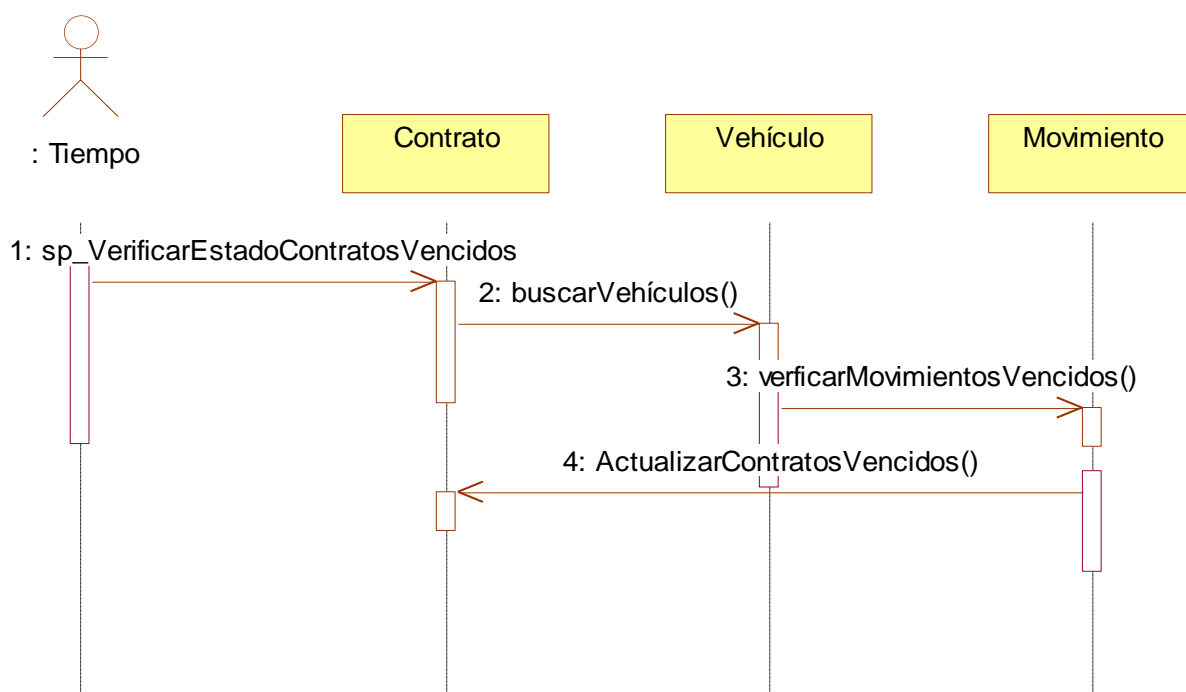 : Tiempo
Contrato
Vehículo
Movimiento
1: sp_VerificarEstadoContratosVencidos
2: buscarVehículos()
3: verficarMovimientosVencidos()
4: ActualizarContratosVencidos()